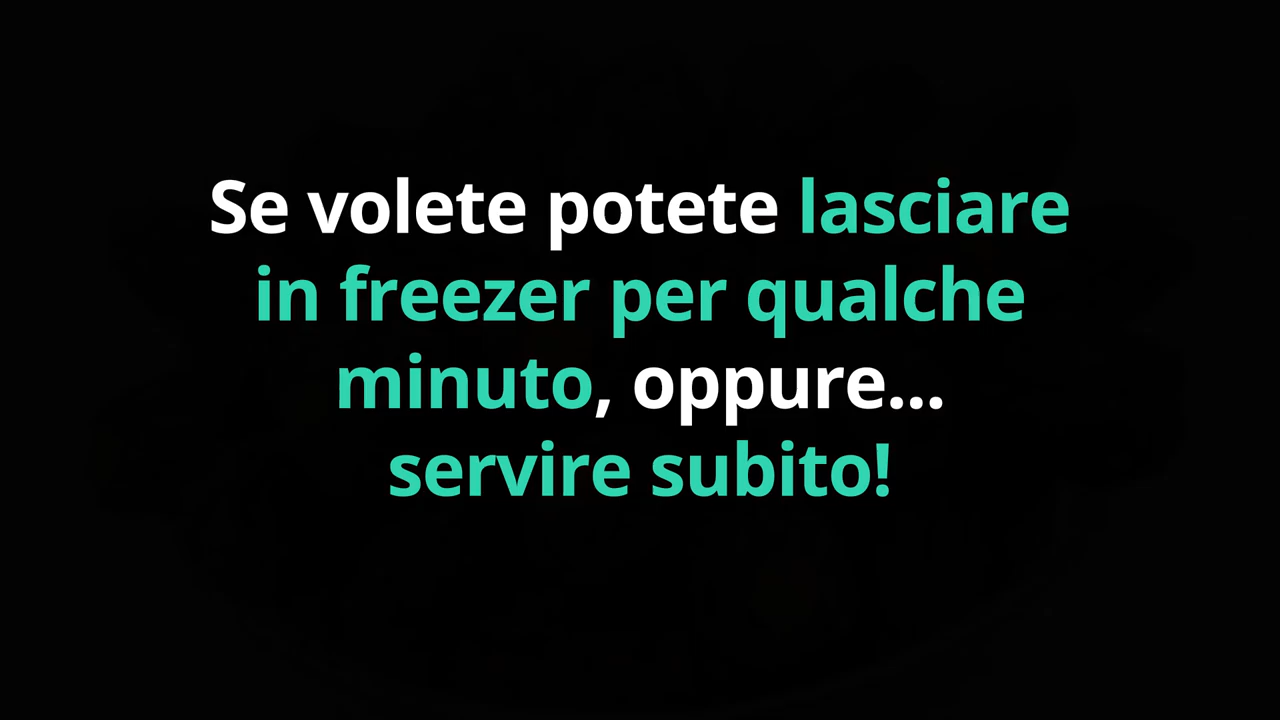 Se volete potete lasciare
in freezer per qualche
minuto, oppure...
servire subito!